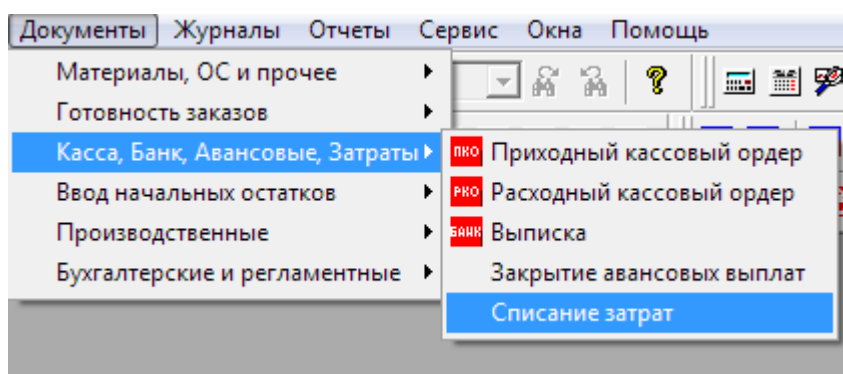 Документы Журналы Отчеты Сервис Окна Помощь
Материалы, ОС и прочее
Готовность заказов
Касса, Банк, Авансовые, Затраты
Ввод начальных остатков
Производственные
Бухгалтерские и регламентные
ПКО Приходный кассовый ордер
РКО Расходный кассовый ордер
БАНК Выписка
Закрытие авансовых выплат
Списание затрат